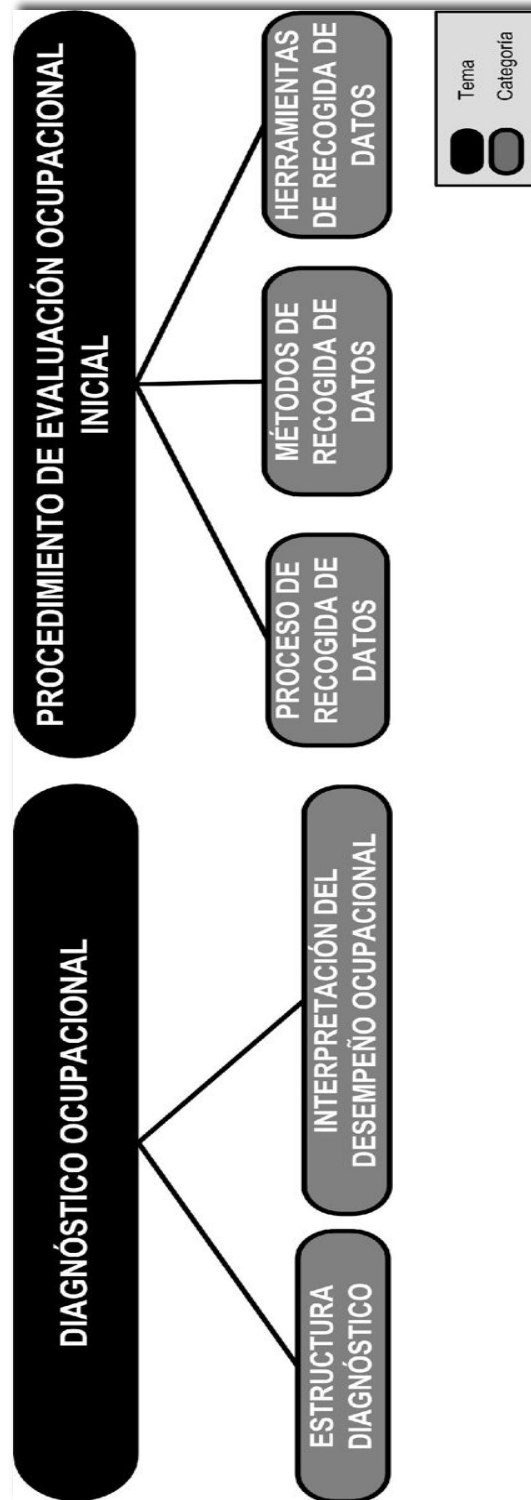 DIAGNÓSTICO OCUPACIONAL
PROCEDIMIENTO DE EVALUACIÓN OCUPACIONAL
INICIAL
ESTRUCTURA
DIAGNÓSTICO
INTERPRETACIÓN DEL
DESEMPEÑO OCUPACIONAL
PROCESO DE
RECOGIDA DE
DATOS
MÉTODOS DE
RECOGIDA DE
DATOS
HERRAMIENTAS
DE RECOGIDA DE
DATOS
Tema
Categoría